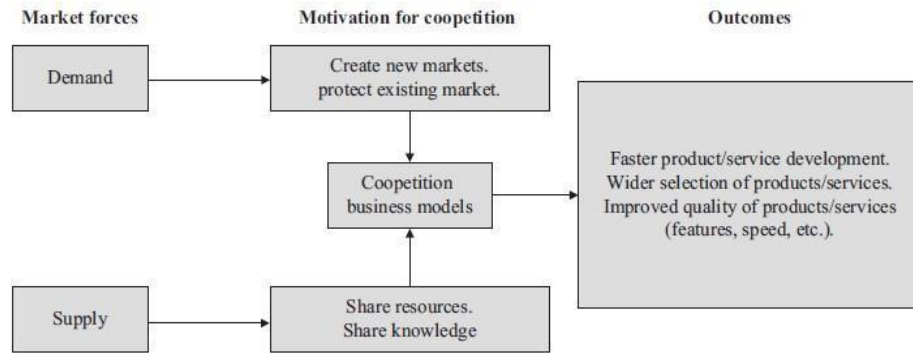 Market forces
Motivation for coopetition
Outcomes
Demand
Create new markets.
protect existing market.
Coopetition
business models
Faster product/service development.
Wider selection of products/services.
Improved quality of products/services
(features, speed, etc.).
Supply
Share resources.
Share knowledge